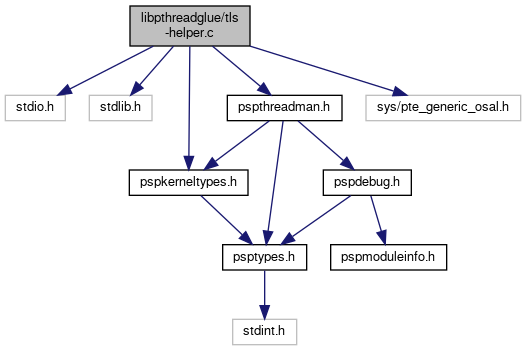 libpthreadglue/tls
-helper.c
stdio.h
stdlib.h
pspthreadman.h
sys/pte_generic_osal.h
pspkerneltypes.h
pspdebug.h
psptypes.h
pspmoduleinfo.h
stdint.h